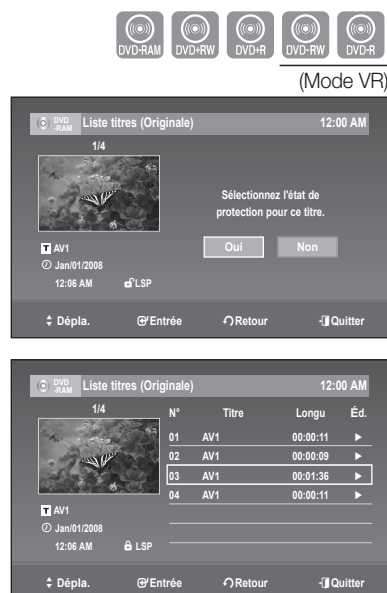 DVD-RAM DVD+RW DVD+R DVD-RW DVD-R
(Mode VR)
DVD -RAM Liste titres (Originale) 12:00 AM
1/4
Sélectionnez l'état de
protection pour ce titre.
T AV1
Oui Non
Jan/01/2008
12:06 AM LSP
Dépla. Entrée Retour Quitter
DVD -RAM Liste titres (Originale) 12:00 AM
1/4 N° Titre Longu Éd.
01 AV1 00:00:11 ►
02 AV1 00:00:09 ►
03 AV1 00:01:36 ►
04 AV1 00:00:11 ►
T AV1
Jan/01/2008
12:06 AM LSP
Dépla. Entrée Retour Quitter